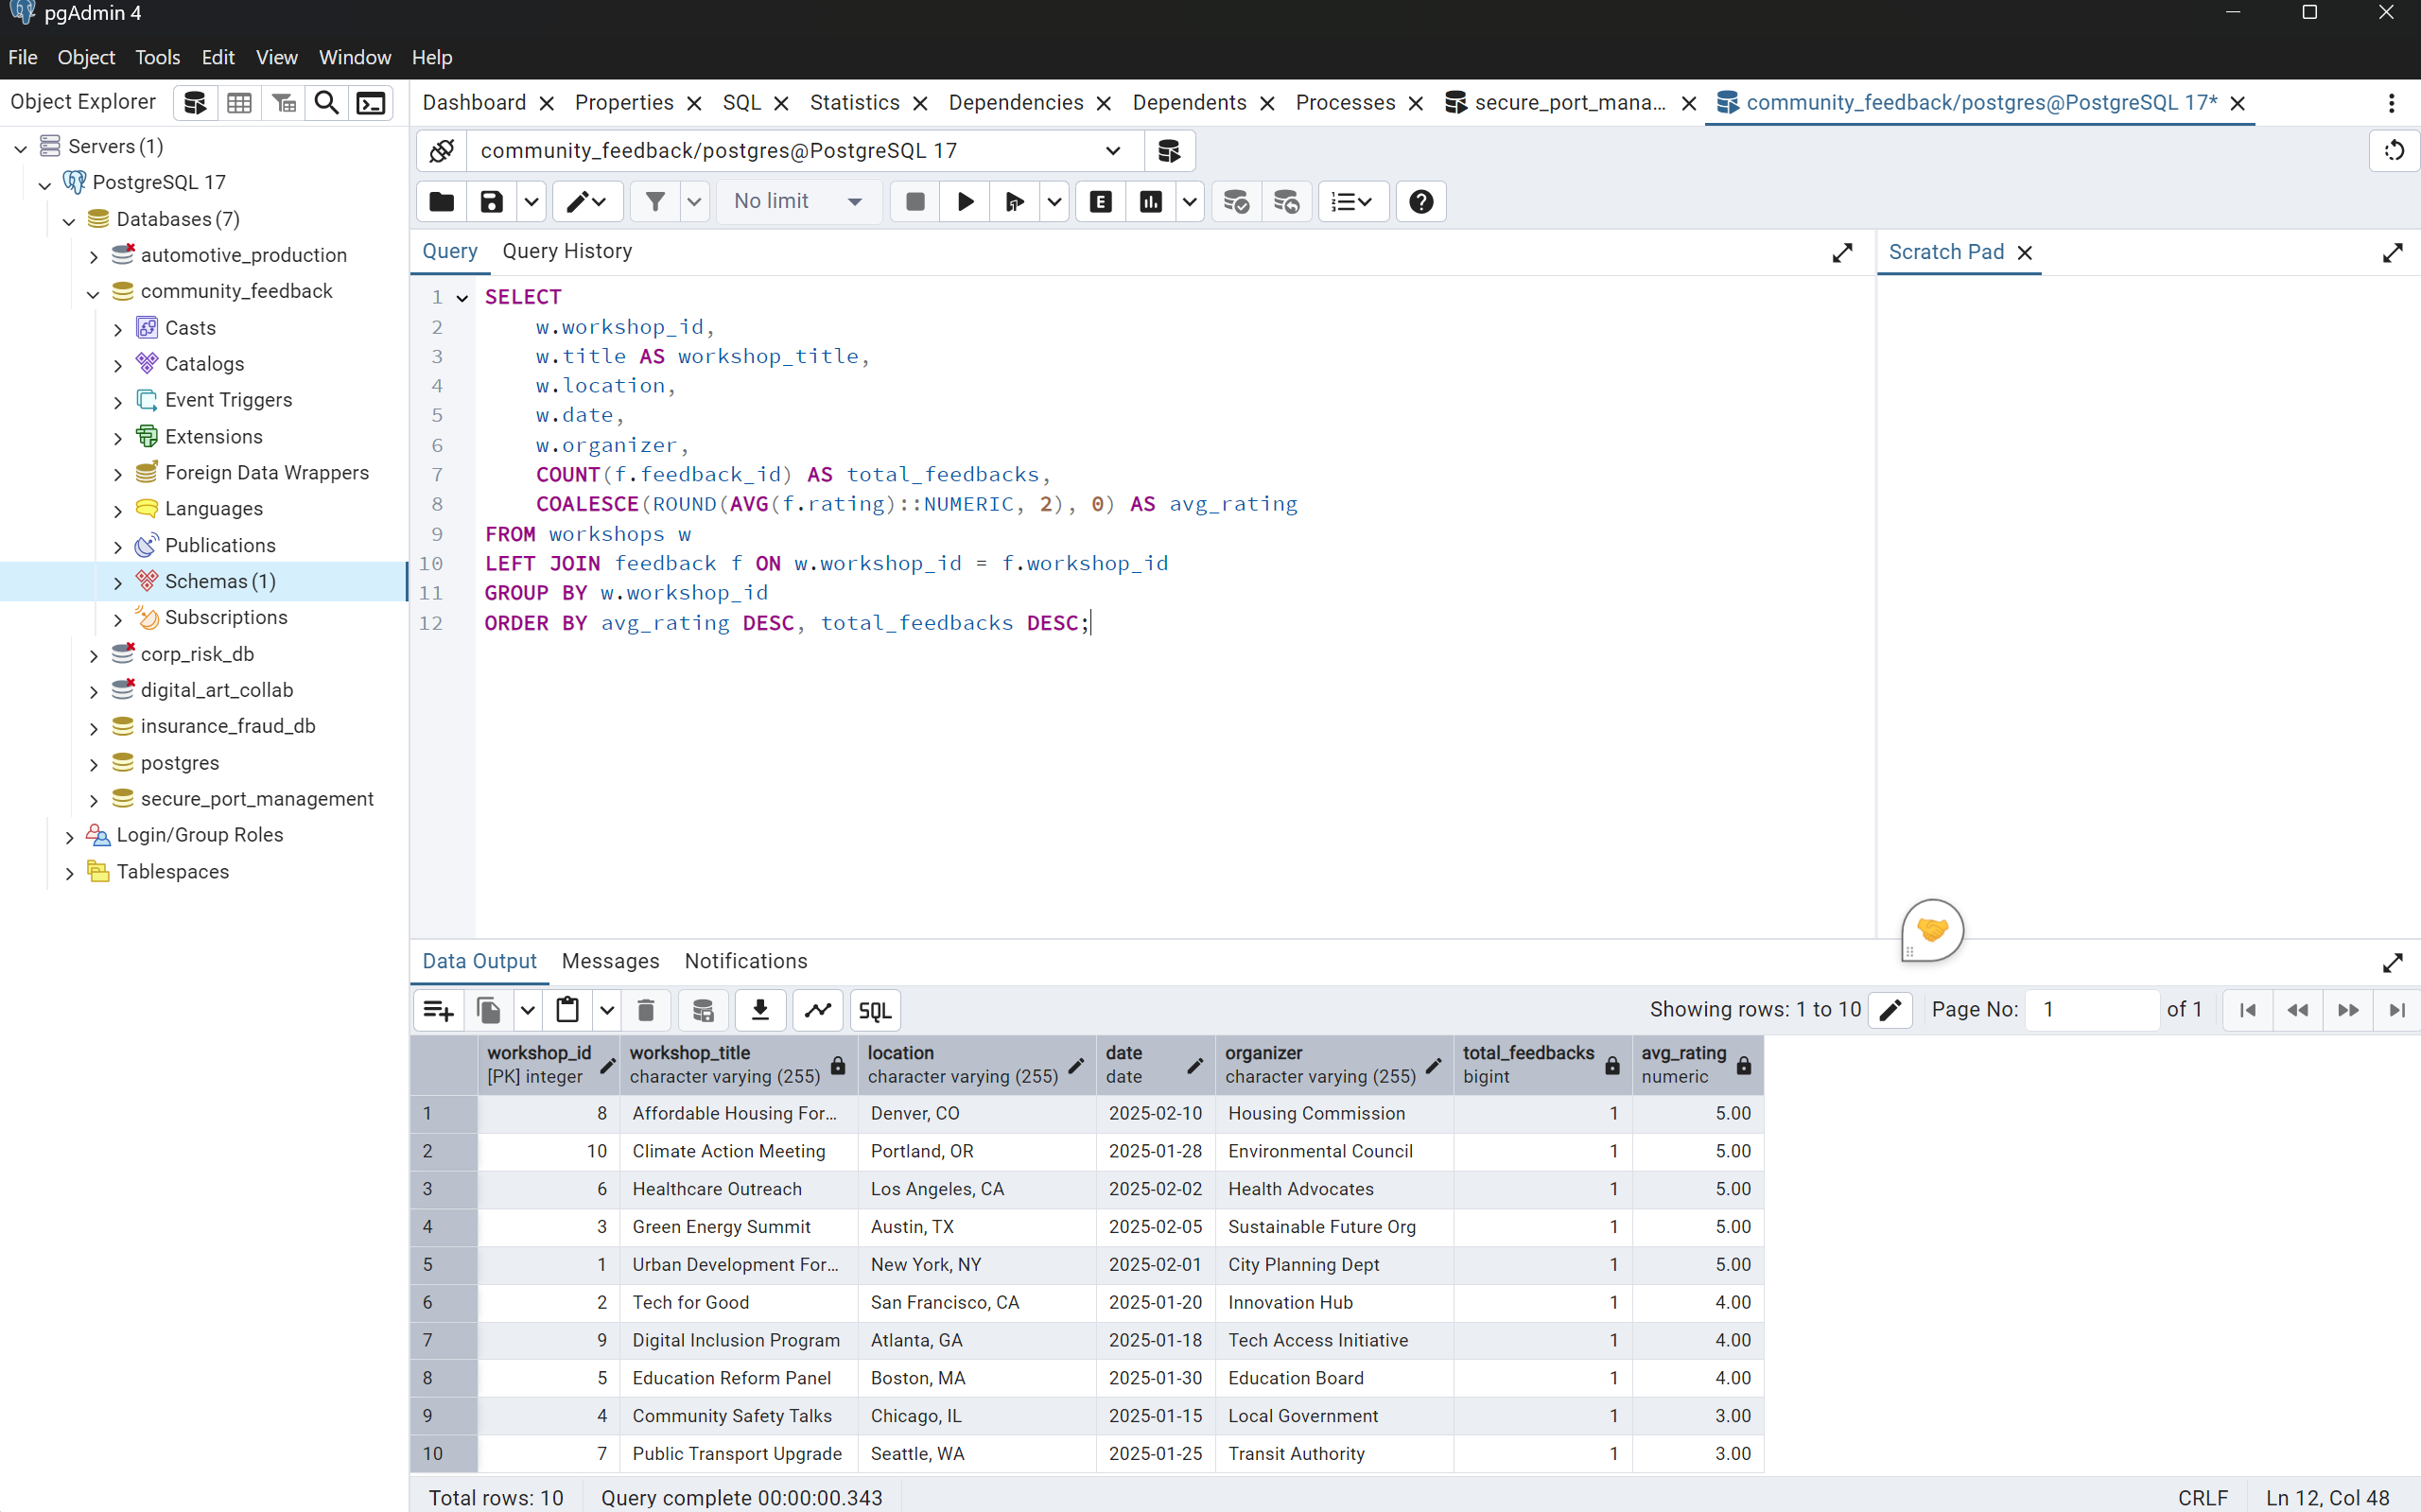 pgAdmin 4
File Object Tools Edit View Window Help
Object Explorer
Dashboard Properties SQL Statistics Dependencies Dependents Processes secure_port_mana... community_feedback/postgres@PostgreSQL 17*
Servers (1)
PostgreSQL 17
Databases (7)
automotive_production
community_feedback
Casts
Catalogs
Event Triggers
Extensions
Foreign Data Wrappers
Languages
Publications
Schemas (1)
Subscriptions
corp_risk_db
digital_art_collab
insurance_fraud_db
postgres
secure_port_management
Login/Group Roles
Tablespaces
community_feedback/postgres@PostgreSQL 17
No limit
E
Query Query History
Scratch Pad
1 SELECT
2 w.workshop_id,
3 w.title AS workshop_title,
4 w.location,
5 w.date,
6 w.organizer,
7 COUNT(f.feedback_id) AS total_feedbacks,
8 COALESCE(ROUND(AVG(f.rating)::NUMERIC, 2), 0) AS avg_rating
9 FROM workshops w
10 LEFT JOIN feedback f ON w.workshop_id = f.workshop_id
11 GROUP BY w.workshop_id
12 ORDER BY avg_rating DESC, total_feedbacks DESC;
Data Output Messages Notifications
SQL
Showing rows: 1 to 10 Page No: 1 of 1
workshop_id workshop_title location date organizer total_feedbacks avg_rating
[PK] integer character varying (255) character varying (255) date character varying (255) bigint numeric
1 8 Affordable Housing For... Denver, CO 2025-02-10 Housing Commission 1 5.00
2 10 Climate Action Meeting Portland, OR 2025-01-28 Environmental Council 1 5.00
3 6 Healthcare Outreach Los Angeles, CA 2025-02-02 Health Advocates 1 5.00
4 3 Green Energy Summit Austin, TX 2025-02-05 Sustainable Future Org 1 5.00
5 1 Urban Development For... New York, NY 2025-02-01 City Planning Dept 1 5.00
6 2 Tech for Good San Francisco, CA 2025-01-20 Innovation Hub 1 4.00
7 9 Digital Inclusion Program Atlanta, GA 2025-01-18 Tech Access Initiative 1 4.00
8 5 Education Reform Panel Boston, MA 2025-01-30 Education Board 1 4.00
9 4 Community Safety Talks Chicago, IL 2025-01-15 Local Government 1 3.00
10 7 Public Transport Upgrade Seattle, WA 2025-01-25 Transit Authority 1 3.00
Total rows: 10 Query complete 00:00:00.343 CRLF Ln 12, Col 48